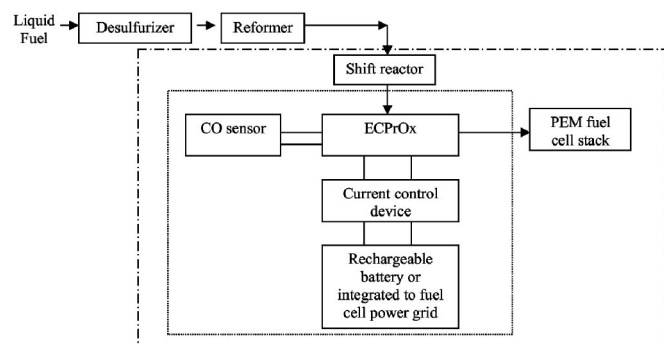 Liquid
Fuel
Desulfurizer
Reformer
Shift reactor
CO sensor
ECPrOx
PEM fuel
cell stack
Current control
device
Rechargeable
battery or
integrated to fuel
cell power grid